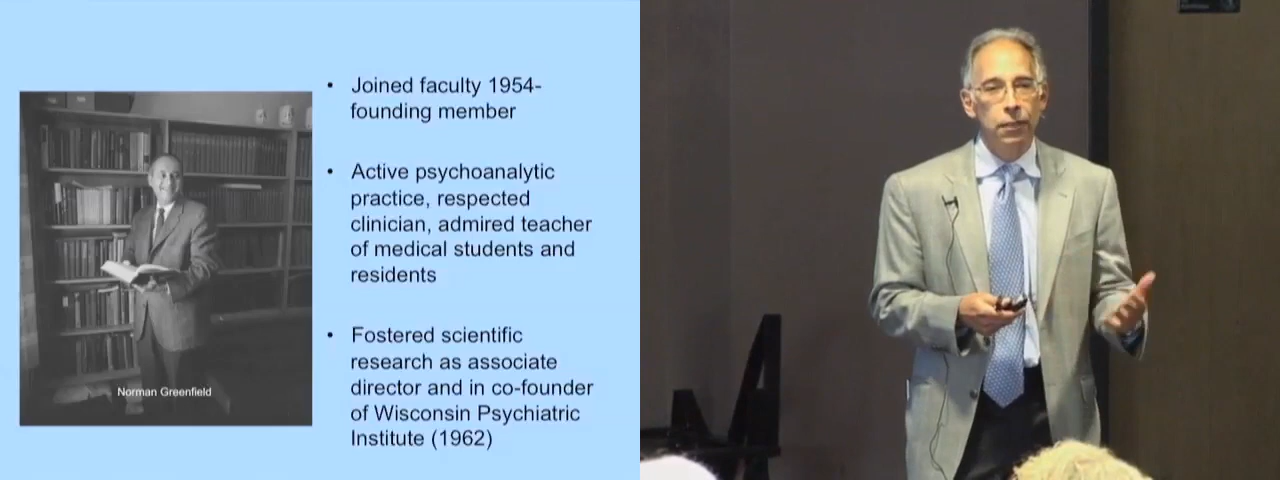 • Joined faculty 1954-
founding member
• Active psychoanalytic
practice, respected
clinician, admired teacher
of medical students and
residents
• Fostered scientific
research as associate
director and in co-founder
of Wisconsin Psychiatric
Institute (1962)
Norman Greenfield